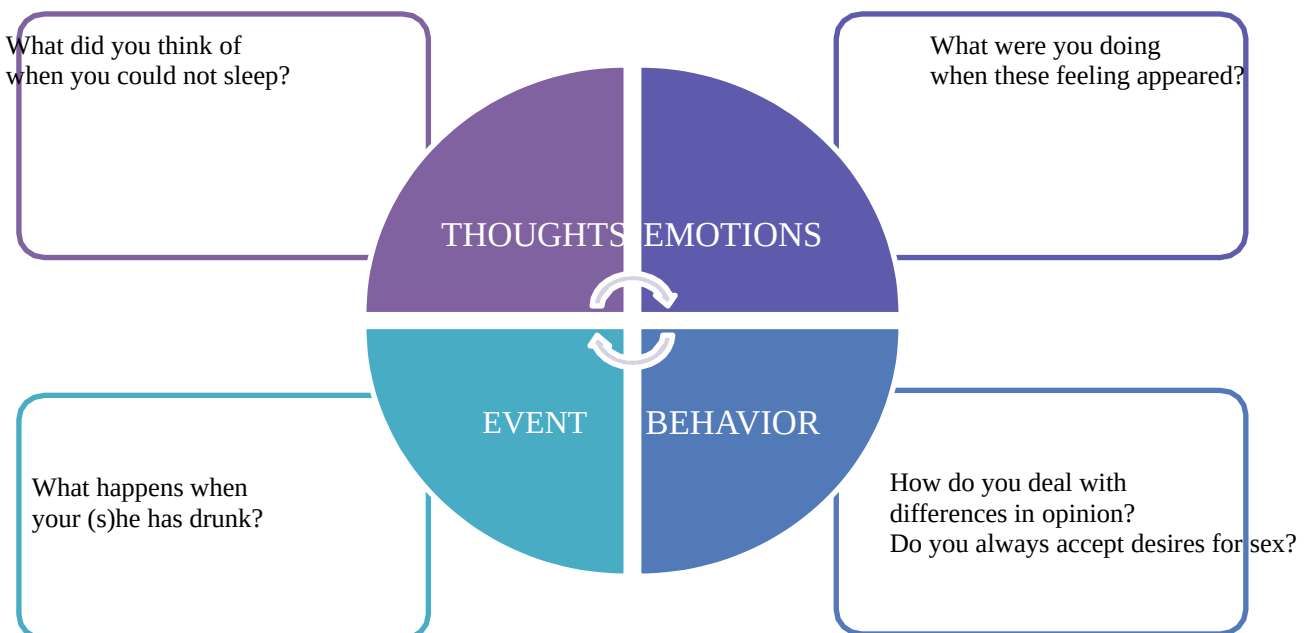 What did you think of
when you could not sleep?
What were you doing
when these feeling appeared?
THOUGHTS
EMOTIONS
EVENT
BEHAVIOR
What happens when
your (s)he has drunk?
How do you deal with
differences in opinion?
Do you always accept desires for sex?